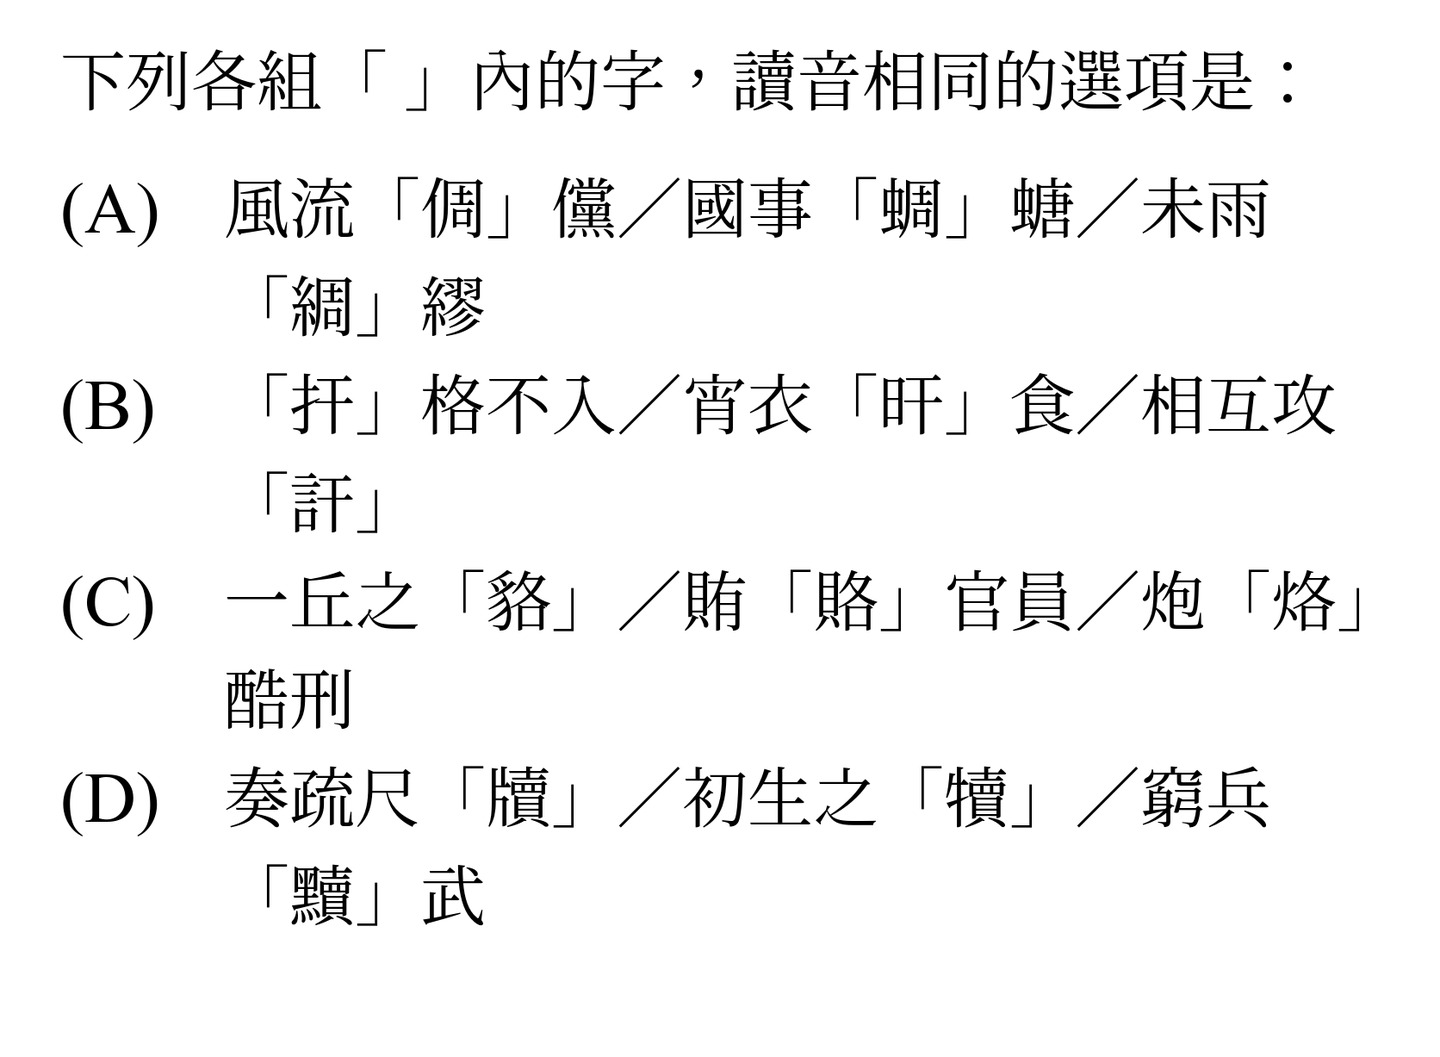 下列各組「 」內的字，讀音相同的選項是：
(A) 風流「倜」儻／國事「蜩」螗／未雨
「綢」繆
(B) 「扞」格不入／宵衣「旰」食／相互攻
「訐」
(C) 一丘之「貉」／賄「賂」官員／炮「烙」
酷刑
(D) 奏疏尺「牘」／初生之「犢」／窮兵
「黷」武